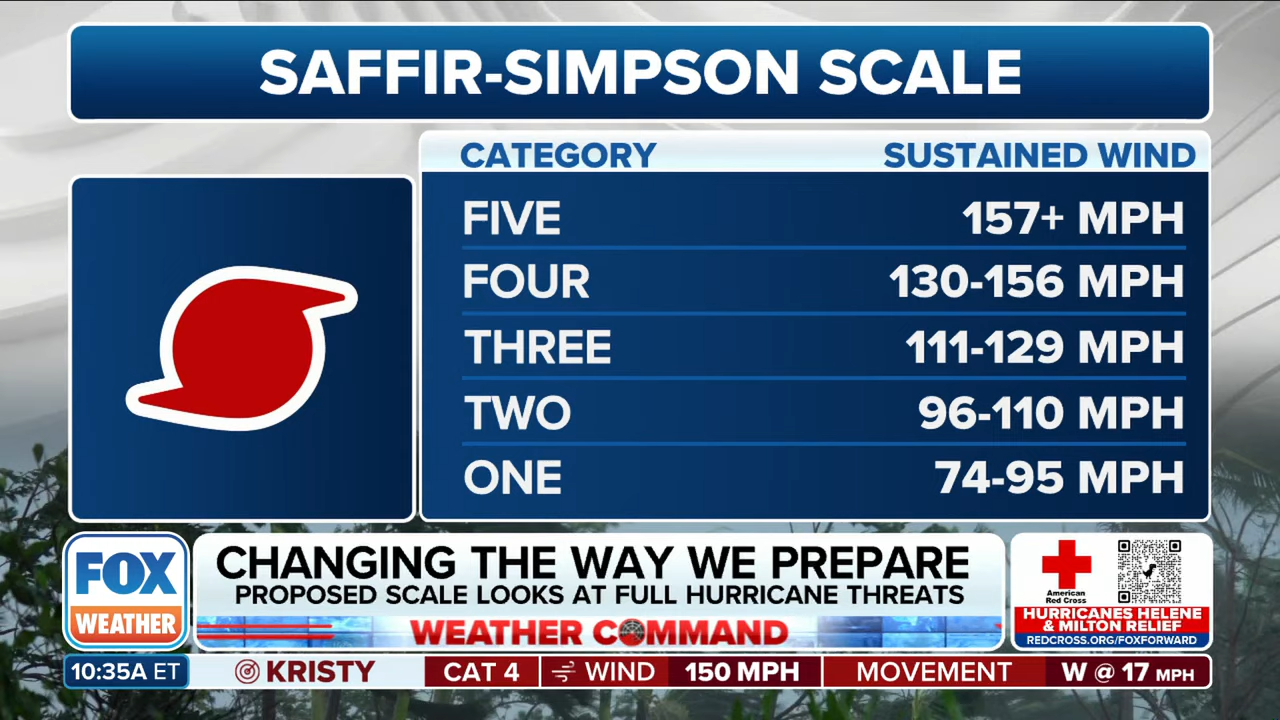 SAFFIR-SIMPSON SCALE
CATEGORY SUSTAINED WIND
FIVE 157+ MPH
FOUR 130-156 MPH
THREE 111-129 MPH
TWO 96-110 MPH
ONE 74-95 MPH
FOX
WEATHER
CHANGING THE WAY WE PREPARE
PROPOSED SCALE LOOKS AT FULL HURRICANE THREATS
WEATHER COMMAND
American
Red Cross
HURRICANES HELENE
& MILTON RELIEF
REDCROSS.ORG/FOXFORWARD
10:35A ET KRISTY CAT 4 WIND 150 MPH MOVEMENT W @ 17 MPH